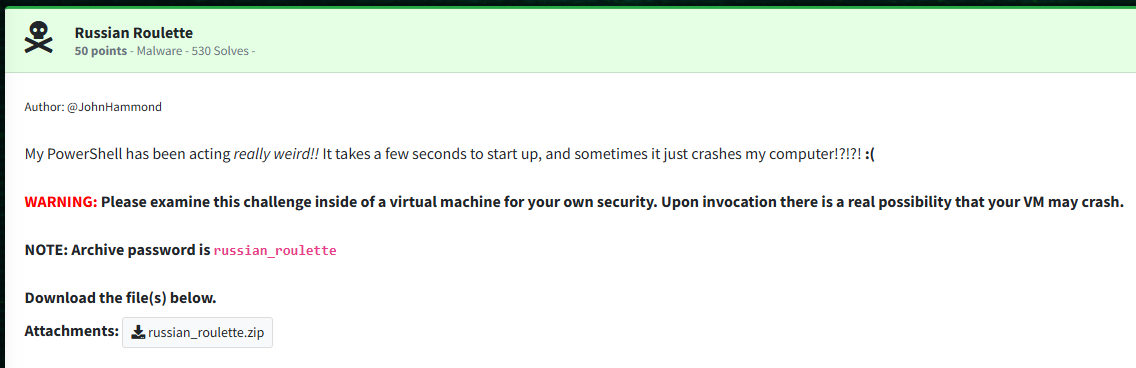 Russian Roulette
50 points - Malware - 530 Solves -
Author: @JohnHammond
My PowerShell has been acting really weird!! It takes a few seconds to start up, and sometimes it just crashes my computer!?!?! :(
WARNING: Please examine this challenge inside of a virtual machine for your own security. Upon invocation there is a real possibility that your VM may crash.
NOTE: Archive password is russian_roulette
Download the file(s) below.
Attachments: russian_roulette.zip